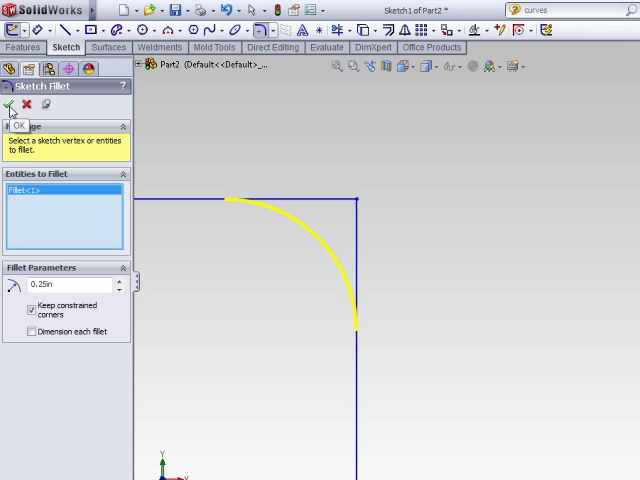 SolidWorks
Sketch1 of Part2 *
curves
Features Sketch Surfaces Weldments Mold Tools Direct Editing Evaluate DimXpert Office Products
Part2 (Default<<Default>_...
Sketch Fillet ?
OK
Select a sketch vertex or entities
to fillet.
Entities to Fillet
Fillet<1>
Fillet Parameters
0.25in
Keep constrained
corners
Dimension each fillet
Y